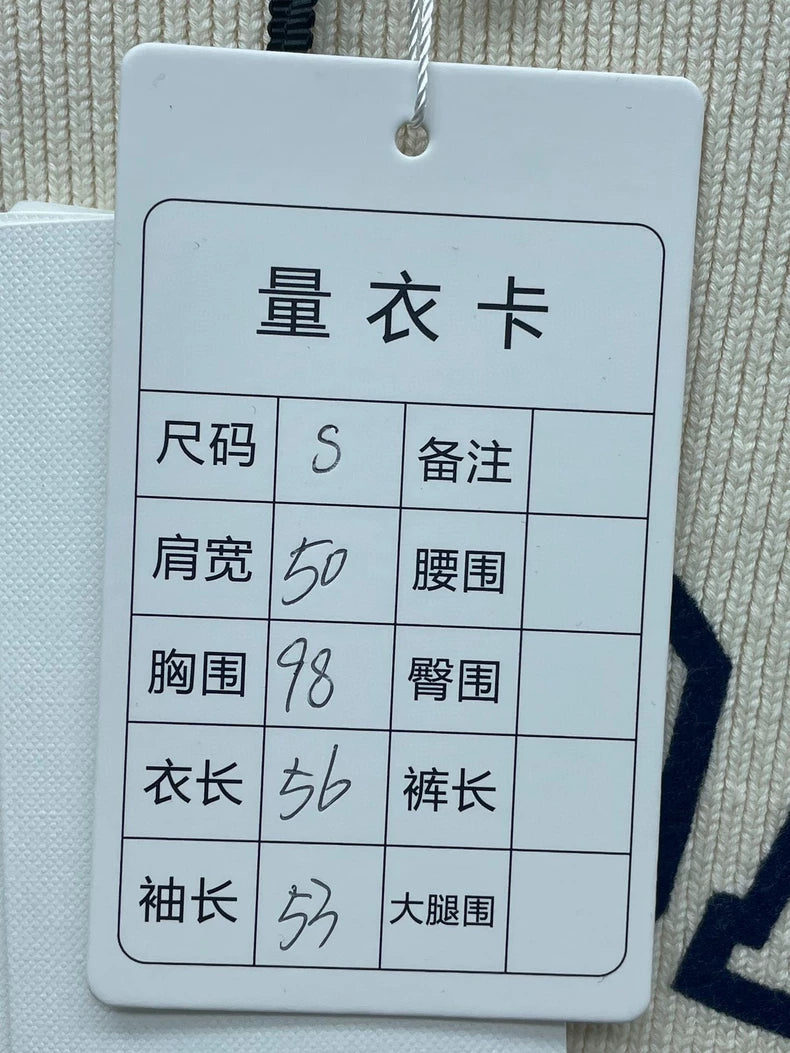 量衣卡
尺码 S 备注
肩宽 50 腰围
胸围 98 臀围
衣长 56 裤长
袖长 53 大腿围